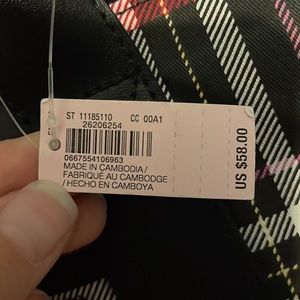 ST 11185110 CC 00A1
26206254
0667554106963
MADE IN CAMBODIA /
FABRIQUÉ AU CAMBODGE
/ HECHO EN CAMBOYA
US $58.00